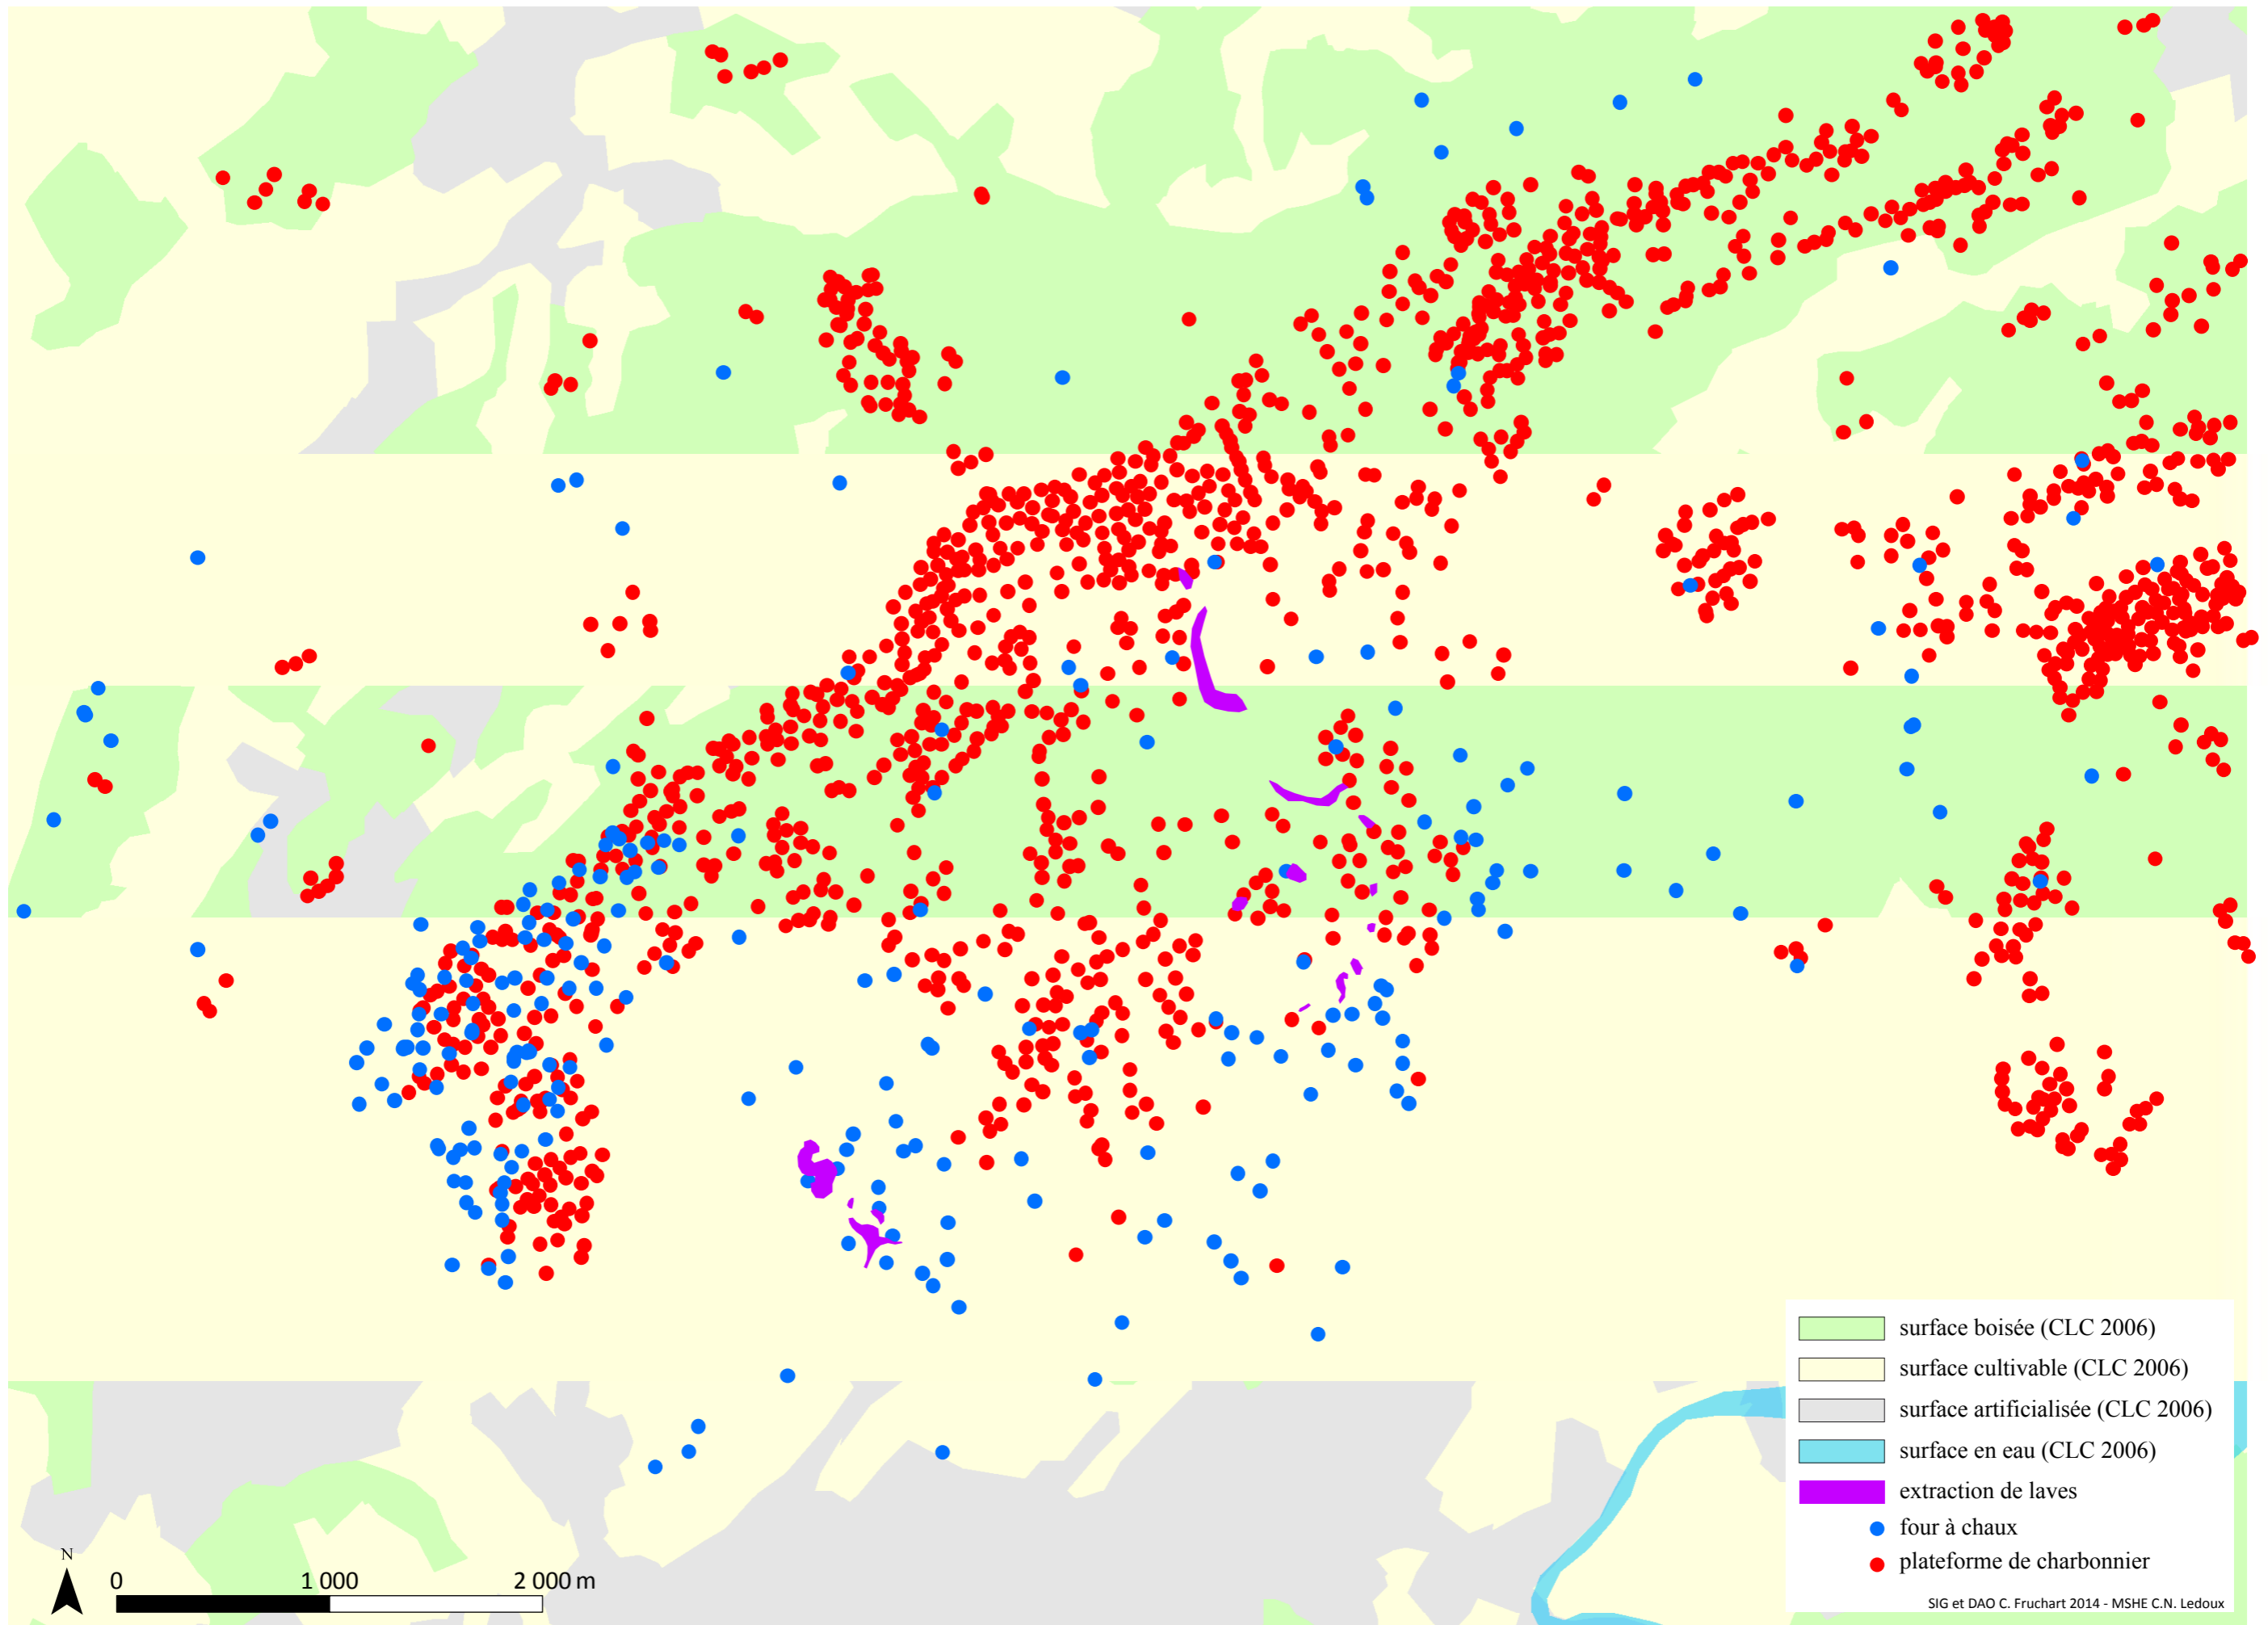 surface boisée (CLC 2006)
surface cultivable (CLC 2006)
surface artificialisée (CLC 2006)
surface en eau (CLC 2006)
extraction de laves
four à chaux
plateforme de charbonnier
SIG et DAO C. Fruchart 2014 - MSHE C.N. Ledoux
N
0 1 000 2 000 m